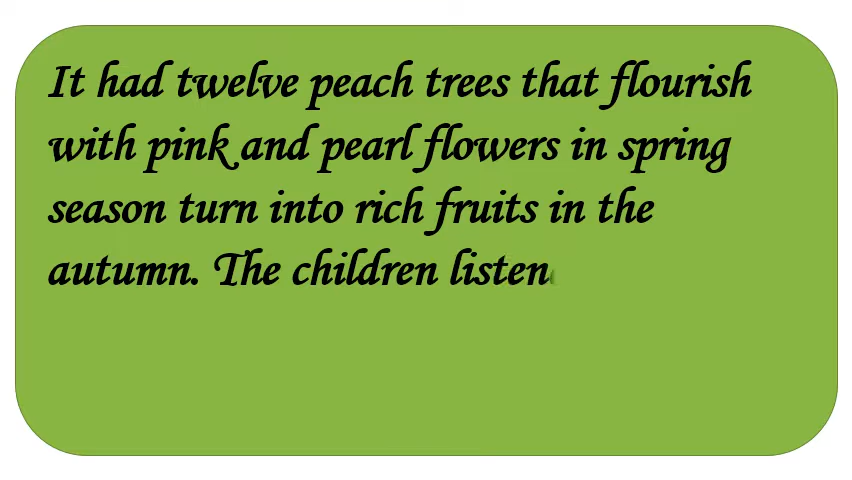 It had twelve peach trees that flourish
with pink and pearl flowers in spring
season turn into rich fruits in the
autumn. The children listen